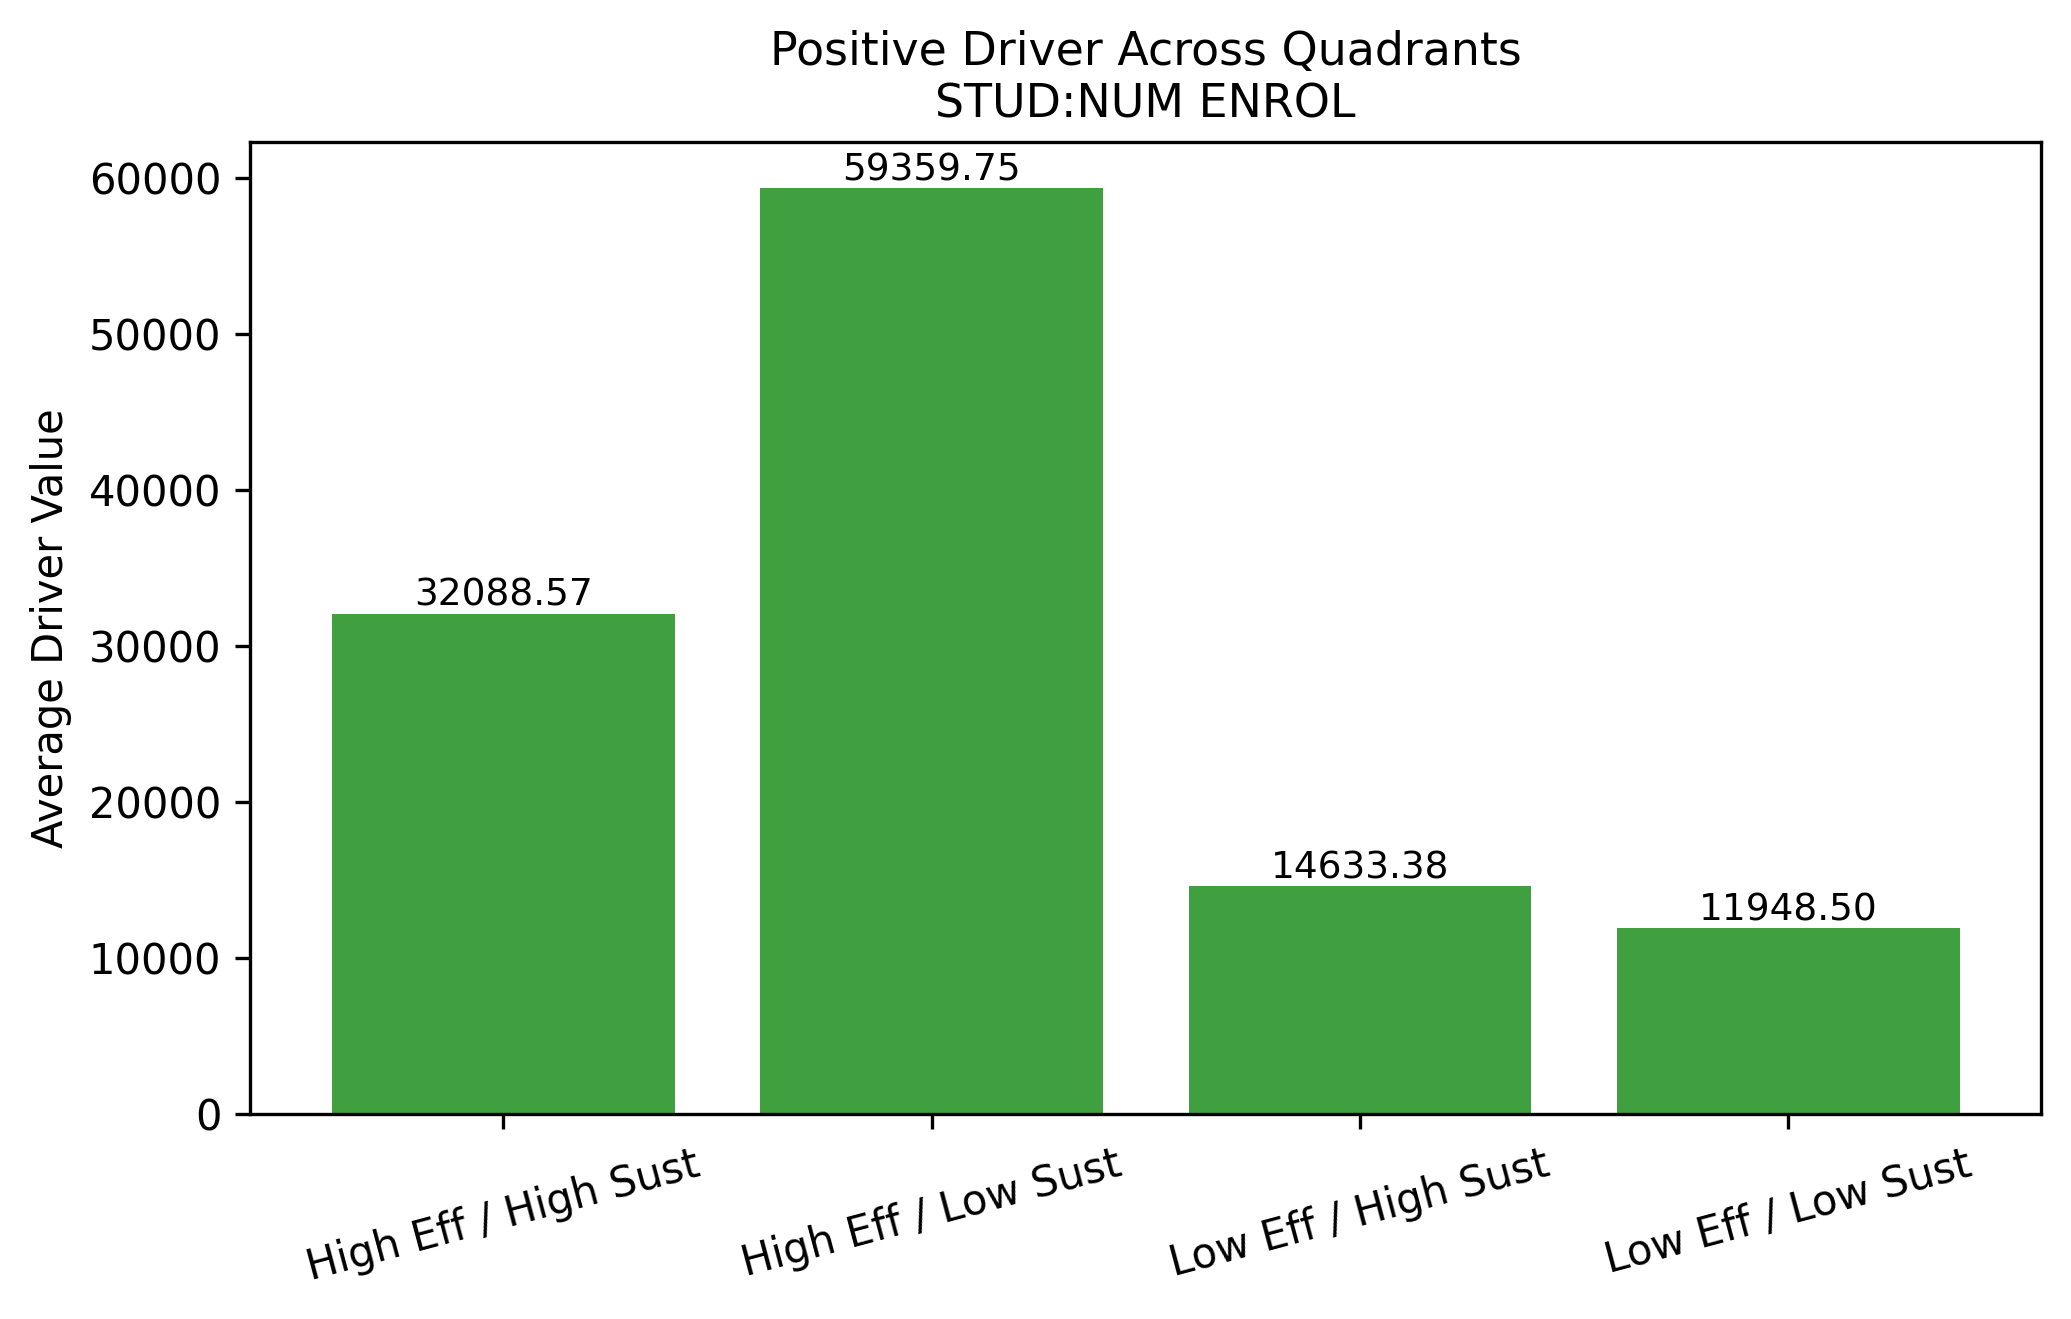 Positive Driver Across Quadrants
STUD:NUM ENROL
Average Driver Value
60000
50000
40000
30000
20000
10000
0
32088.57
59359.75
14633.38
11948.50
High Eff / High Sust
High Eff / Low Sust
Low Eff / High Sust
Low Eff / Low Sust